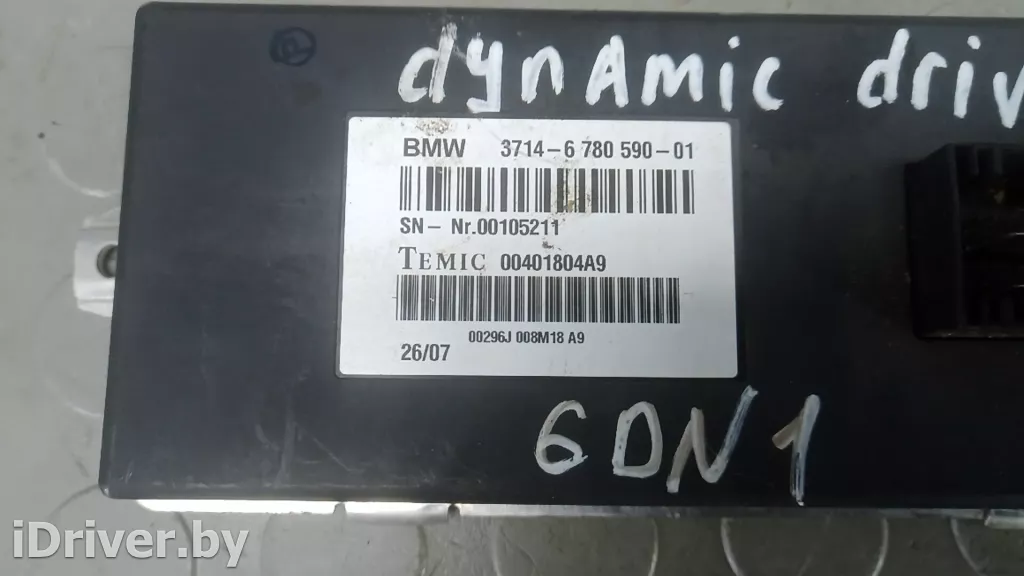 dynAmic driv
BMW 3714-6 780 590-01
SN- Nr.00105211
TEMIC 00401804A9
00296J 008M18 A9
26/07
6DN1
iDriver.by